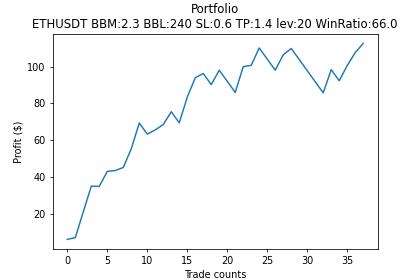 Portfolio
ETHUSDT BBM:2.3 BBL:240 SL:0.6 TP:1.4 lev:20 WinRatio:66.0
100
80
60
40
20
Profit ($)
0 5 10 15 20 25 30 35
Trade counts